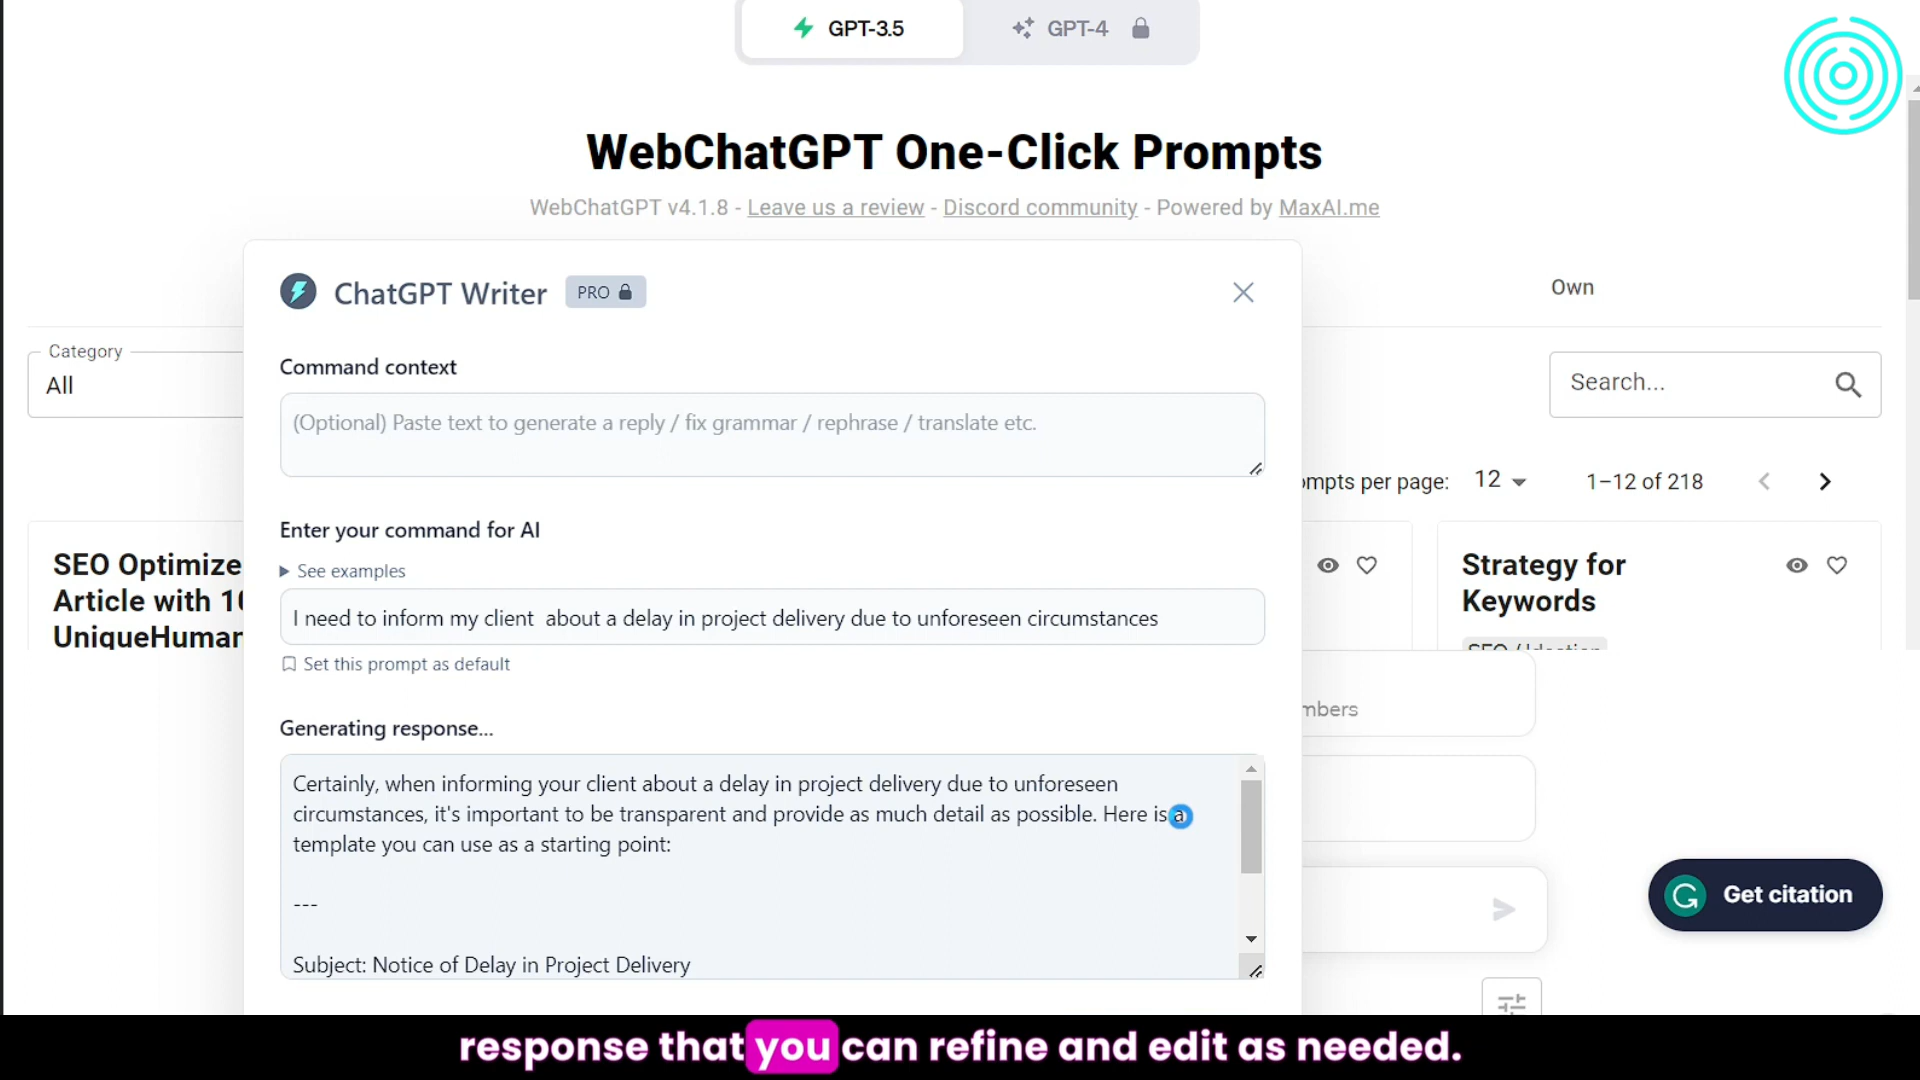 GPT-3.5
GPT-4
WebChatGPT One-Click Prompts
WebChatGPT v4.1.8 - Leave us a review - Discord community - Powered by MaxAI.me
ChatGPT Writer PRO
Own
Command context
Category
All
(Optional) Paste text to generate a reply / fix grammar / rephrase / translate etc.
Search...
per page: 12 1–12 of 218
Enter your command for AI
See examples
SEO Optimize
Article with
Strategy for
Keywords
I need to inform my client  about a delay in project delivery due to unforeseen circumstances
Set this prompt as default
Generating response...
Certainly, when informing your client about a delay in project delivery due to unforeseen
circumstances, it's important to be transparent and provide as much detail as possible. Here is a
template you can use as a starting point:
---
Subject: Notice of Delay in Project Delivery
Get citation
response that you can refine and edit as needed.